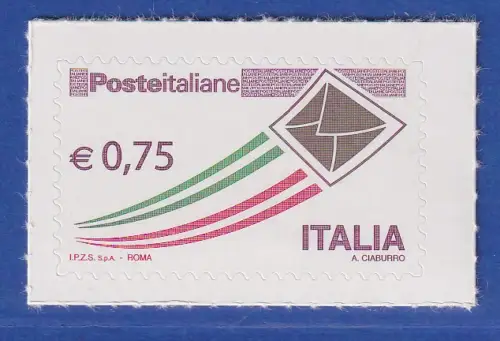 Posteitaliane
€ 0,75
ITALIA
I.P.Z.S. S.p.A. - ROMA
A. CIABURRO